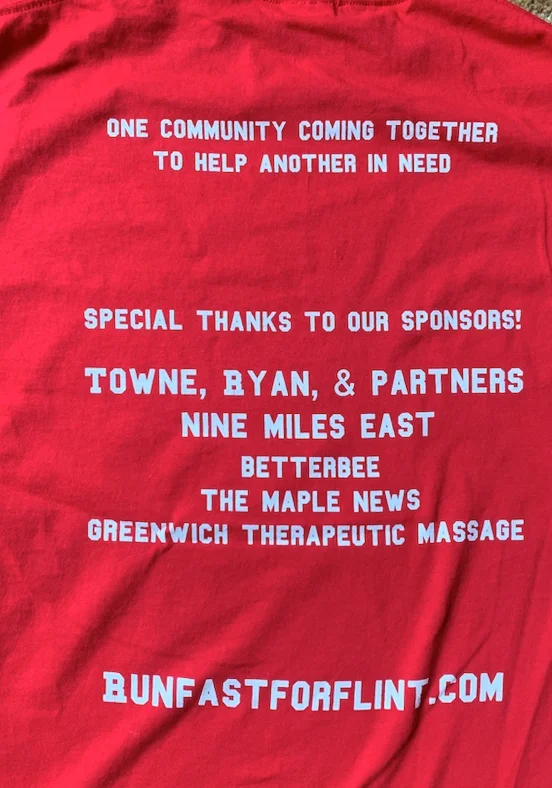 ONE COMMUNITY COMING TOGETHER
TO HELP ANOTHER IN NEED
SPECIAL THANKS TO OUR SPONSORS!
TOWNE, RYAN, & PARTNERS
NINE MILES EAST
BETTERBEE
THE MAPLE NEWS
GREENWICH THERAPEUTIC MASSAGE
RUNFASTFORFLINT.COM